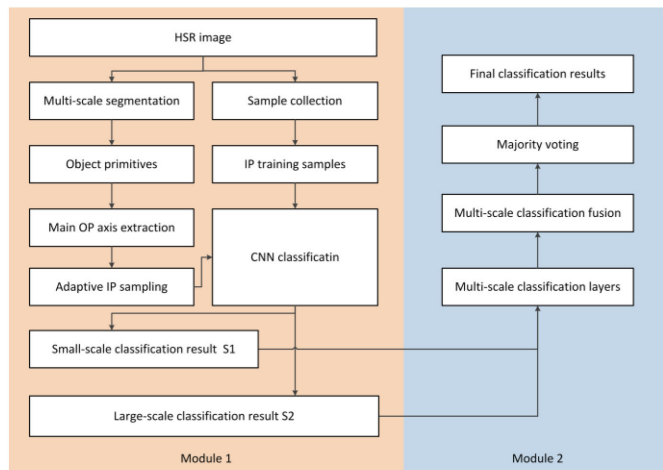 HSR image
Multi-scale segmentation
Sample collection
Object primitives
IP training samples
Main OP axis extraction
CNN classificatin
Adaptive IP sampling
Small-scale classification result S1
Large-scale classification result S2
Module 1
Final classification results
Majority voting
Multi-scale classification fusion
Multi-scale classification layers
Module 2